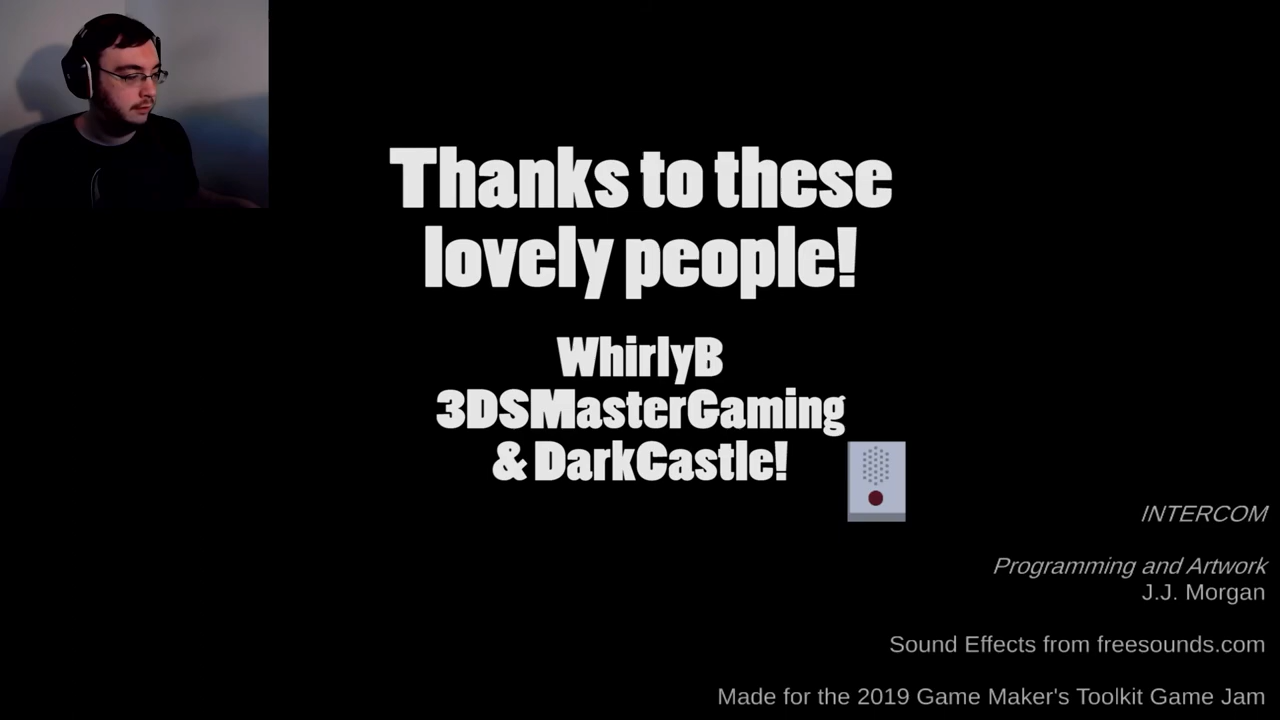 Thanks to these
lovely people!
WhirlyB
3DSMasterGaming
& DarkCastle!
INTERCOM
Programming and Artwork
J.J. Morgan
Sound Effects from freesounds.com
Made for the 2019 Game Maker's Toolkit Game Jam